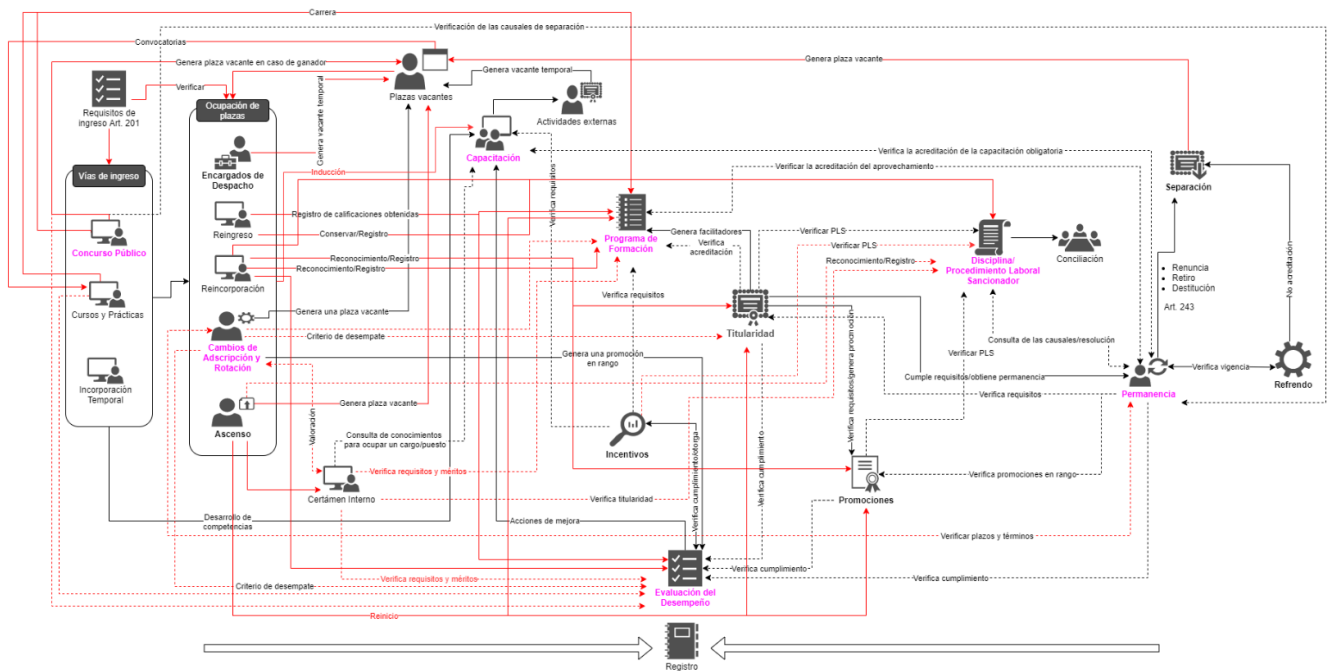 Carrera
Verificación de las causales de separación
Convocatorias
Genera plaza vacante en caso de ganador
Genera vacante temporal
Genera plaza vacante
Verificar
Plazas vacantes
Requisitos de
ingreso Art. 201
Ocupación de
plazas
Genera vacante temporal
Actividades externas
Capacitación
Verifica la acreditación de la capacitación obligatoria
Encargados de
Despacho
Inducción
Verifica requisitos
Verificar la acreditación del aprovechamiento
Separación
Vías de ingreso
Registro de calificaciones obtenidas
Reingreso
Conservar/Registro
Genera facilitadores
Verifica
acreditación
Programa de
Formación
Verificar PLS
Verificar PLS
Concurso Público
Reconocimiento/Registro
Reconocimiento/Registro
Reconocimiento/Registro
Disciplina/
Procedimiento Laboral
Sancionador
Conciliación
Renuncia
Retiro
Destitución
Art. 243
No acreditación
Reincorporación
Cursos y Prácticas
Verifica requisitos
Titularidad
Genera una plaza vacante
Criterio de desempate
Cambios de
Adscripción y
Rotación
Genera una promoción
en rango
Verifica requisitos/genera promoción
Consulta de las causales/resolución
Verificar PLS
Verifica vigencia
Refrendo
Cumple requisitos/obtiene permanencia
Permanencia
Verifica requisitos
Incorporación
Temporal
Genera plaza vacante
Ascenso
Valoración
Consulta de conocimientos
para ocupar un cargo/puesto
Incentivos
Verifica requisitos y méritos
Certámen Interno
Verifica titularidad
Verifica cumplimiento/otorga
Verifica cumplimiento
Verifica promociones en rango
Promociones
Desarrollo de
competencias
Acciones de mejora
Verificar plazos y términos
Verifica cumplimiento
Verifica cumplimiento
Verifica requisitos y méritos
Criterio de desempate
Evaluación del
Desempeño
Reinicio
Registro